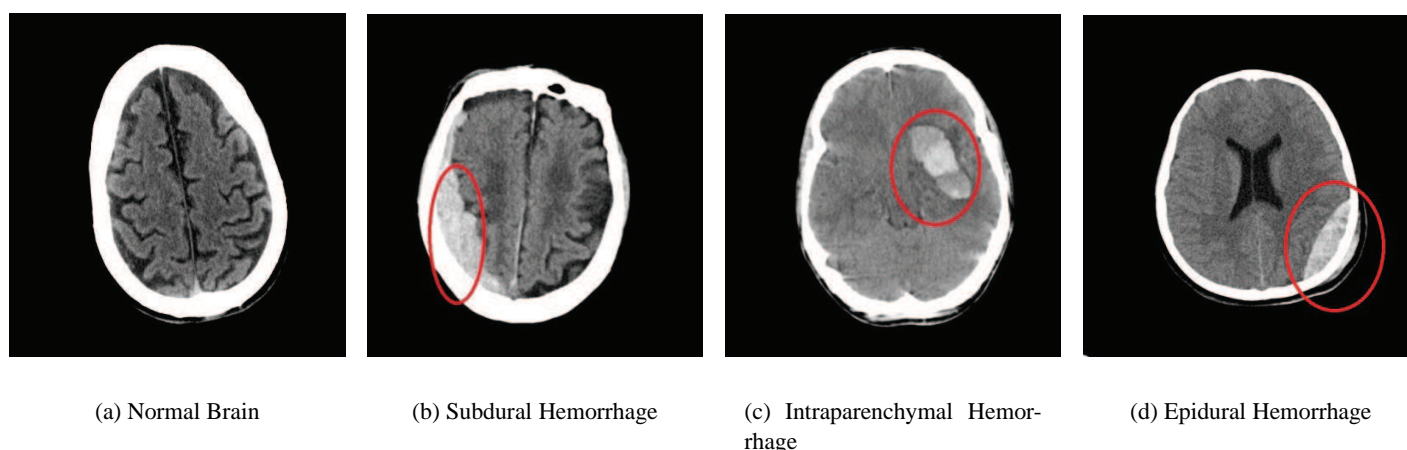 (a) Normal Brain
(b) Subdural Hemorrhage
(c) Intraparenchymal Hemor-
rhage
(d) Epidural Hemorrhage